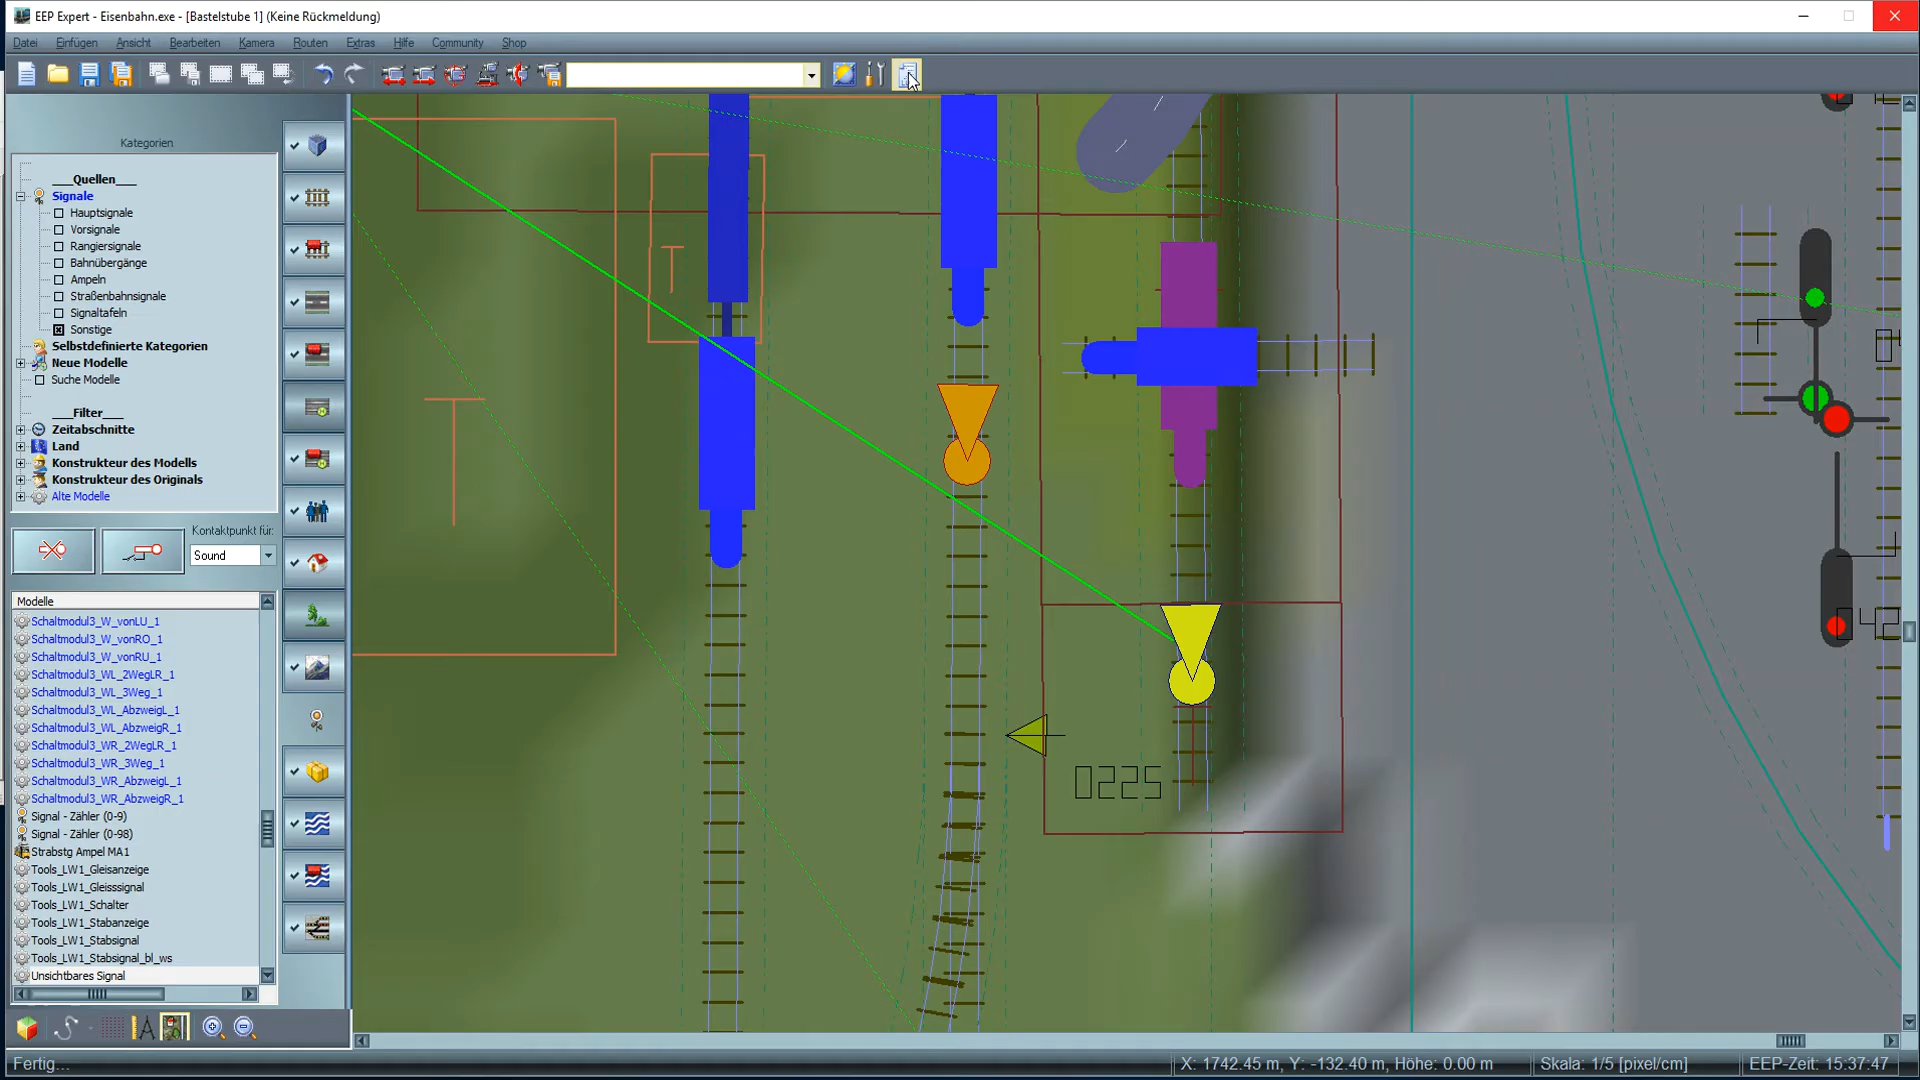 EEP Expert - Eisenbahn.exe - [Bastelstube 1] (Keine Rückmeldung)
Datei Einfügen Ansicht Bearbeiten Kamera Routen Extras Hilfe Community Shop
Kategorien
___Quellen___
Signale
Hauptsignale
Vorsignale
Rangiersignale
Bahnübergänge
Ampeln
Straßenbahnsignale
Signaltafeln
Sonstige
Selbstdefinierte Kategorien
Neue Modelle
Suche Modelle
___Filter___
Zeitabschnitte
Land
Konstrukteur des Modells
Konstrukteur des Originals
Alte Modelle
Kontaktpunkt für:
Sound
Modelle
Schaltmodul3_W_vonLU_1
Schaltmodul3_W_vonRO_1
Schaltmodul3_W_vonRU_1
Schaltmodul3_WL_2WegLR_1
Schaltmodul3_WL_3Weg_1
Schaltmodul3_WL_AbzweigL_1
Schaltmodul3_WL_AbzweigR_1
Schaltmodul3_WR_2WegLR_1
Schaltmodul3_WR_3Weg_1
Schaltmodul3_WR_AbzweigL_1
Schaltmodul3_WR_AbzweigR_1
Signal - Zähler (0-9)
Signal - Zähler (0-98)
Strabstg Ampel MA1
Tools_LW1_Gleisanzeige
Tools_LW1_Gleissignal
Tools_LW1_Schalter
Tools_LW1_Stabanzeige
Tools_LW1_Stabsignal
Tools_LW1_Stabsignal_bl_ws
Unsichtbares Signal
T
T
0225
042
Fertig...
X: 1742.45 m, Y: -132.40 m, Höhe: 0.00 m
Skala: 1/5 [pixel/cm]
EEP-Zeit: 15:37:47